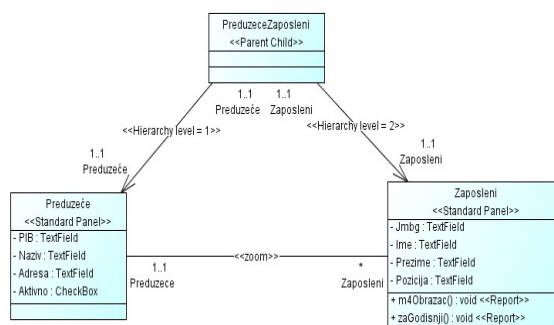 PreduzeceZaposleni
<<Parent Child>>
1..1 1..1
Preduzeće Zaposleni
<<Hierarchy level = 1>>
<<Hierarchy level = 2>>
1..1
Preduzeće
1..1
Zaposleni
Preduzeće
<<Standard Panel>>
- PIB : TextField
- Naziv : TextField
- Adresa : TextField
- Aktivno : CheckBox
1..1
Preduzece
<<zoom>>
*
Zaposleni
Zaposleni
<<Standard Panel>>
- Jmbg : TextField
- Ime : TextField
- Prezime : TextField
- Pozicija : TextField
+ m4Obrazac() : void <<Report>>
+ zaGodisnji() : void <<Report>>